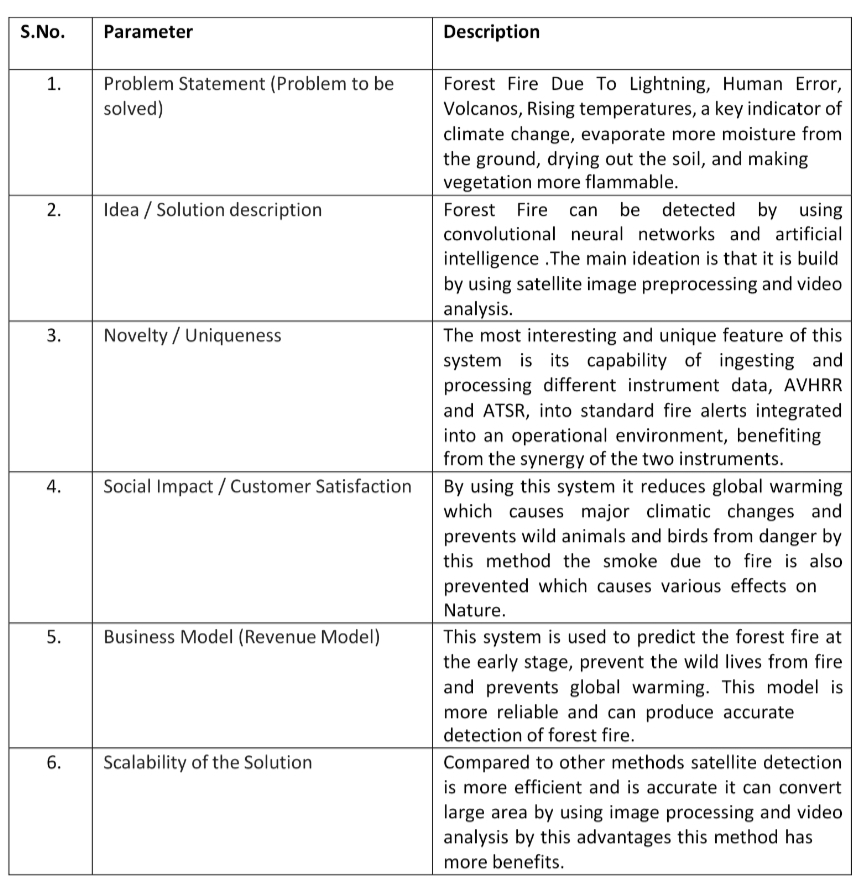 S.No. Parameter Description
1. Problem Statement (Problem to be solved) Forest Fire Due To Lightning, Human Error,
Volcanos, Rising temperatures, a key indicator of
climate change, evaporate more moisture from
the ground, drying out the soil, and making
vegetation more flammable.
2. Idea / Solution description Forest Fire can be detected by using
convolutional neural networks and artificial
intelligence .The main ideation is that it is build
by using satellite image preprocessing and video
analysis.
3. Novelty / Uniqueness The most interesting and unique feature of this
system is its capability of ingesting and
processing different instrument data, AVHRR
and ATSR, into standard fire alerts integrated
into an operational environment, benefiting
from the synergy of the two instruments.
4. Social Impact / Customer Satisfaction By using this system it reduces global warming
which causes major climatic changes and
prevents wild animals and birds from danger by
this method the smoke due to fire is also
prevented which causes various effects on
Nature.
5. Business Model (Revenue Model) This system is used to predict the forest fire at
the early stage, prevent the wild lives from fire
and prevents global warming. This model is
more reliable and can produce accurate
detection of forest fire.
6. Scalability of the Solution Compared to other methods satellite detection
is more efficient and is accurate it can convert
large area by using image processing and video
analysis by this advantages this method has
more benefits.